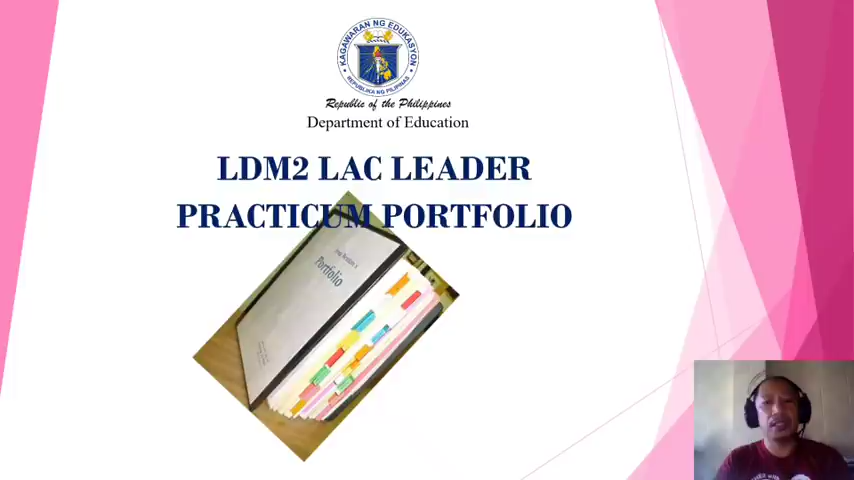 KAGAWARAN NG EDUKASYON
REPUBLIKA NG PILIPINAS
Republic of the Philippines
Department of Education
LDM2 LAC LEADER
PRACTICUM PORTFOLIO
Portfolio